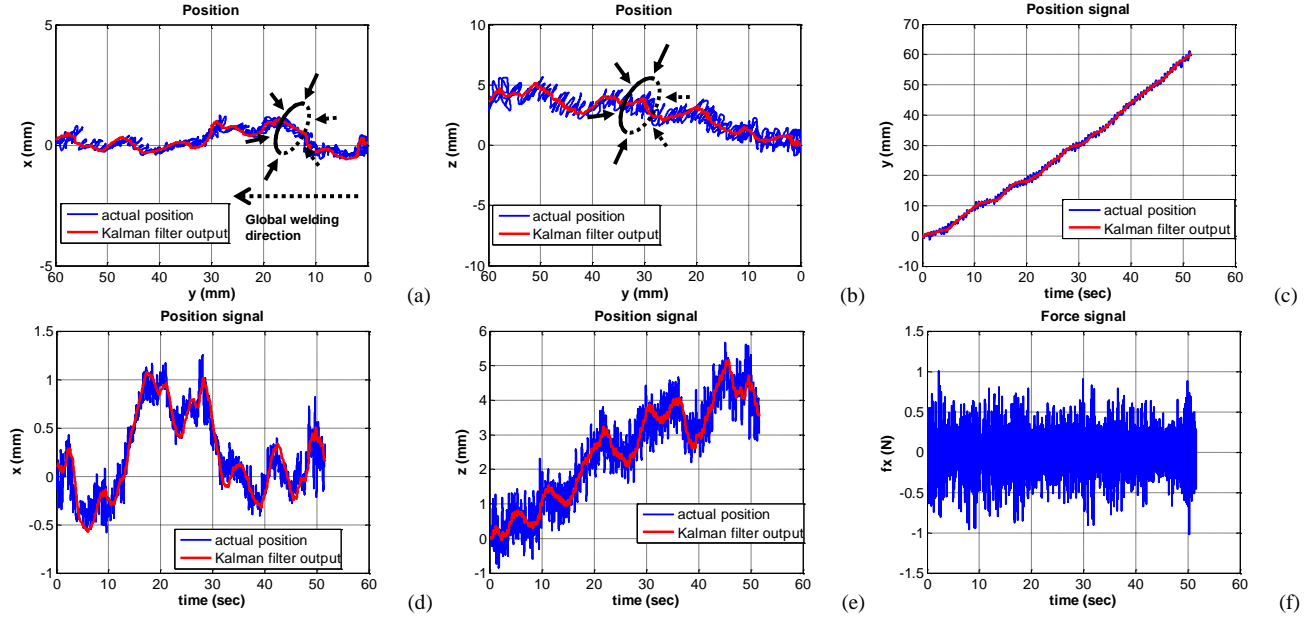 Position
5
0
-5
x (mm)
60 50 40 30 20 10 0
y (mm)
actual position
Kalman filter output
Global welding
direction
(a)
Position
10
5
0
5
10
z (mm)
60 50 40 30 20 10 0
y (mm)
actual position
Kalman filter output
(b)
Position signal
70
60
50
40
30
20
10
0
-10
y (mm)
0 10 20 30 40 50 60
time (sec)
actual position
Kalman filter output
(c)
Position signal
1.5
1
0.5
0
-0.5
-1
x (mm)
0 10 20 30 40 50 60
time (sec)
actual position
Kalman filter output
(d)
Position signal
6
5
4
3
2
1
0
-1
z (mm)
0 10 20 30 40 50 60
time (sec)
actual position
Kalman filter output
(e)
Force signal
1.5
1
0.5
0
-0.5
-1
-1.5
fx (N)
0 10 20 30 40 50 60
time (sec)
(f)